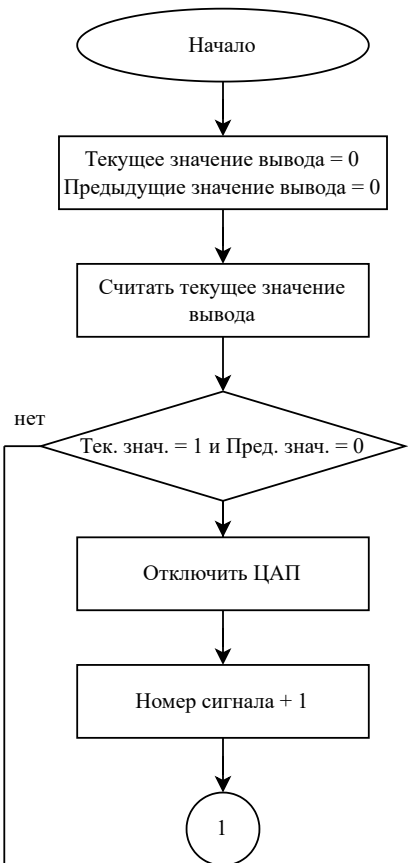 Начало
Текущее значение вывода = 0
Предыдущие значение вывода = 0
Считать текущее значение
вывода
нет
Тек. знач. = 1 и Пред. знач. = 0
Отключить ЦАП
Номер сигнала + 1
1